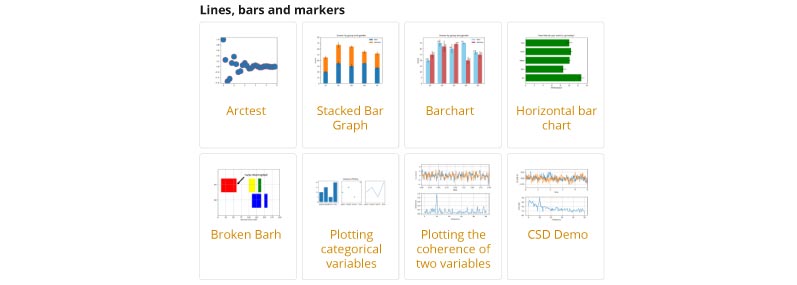 Lines, bars and markers
Arctest
Stacked Bar
Graph
Barchart
Horizontal bar
chart
Broken Barh
Plotting
categorical
variables
Plotting the
coherence of
two variables
CSD Demo